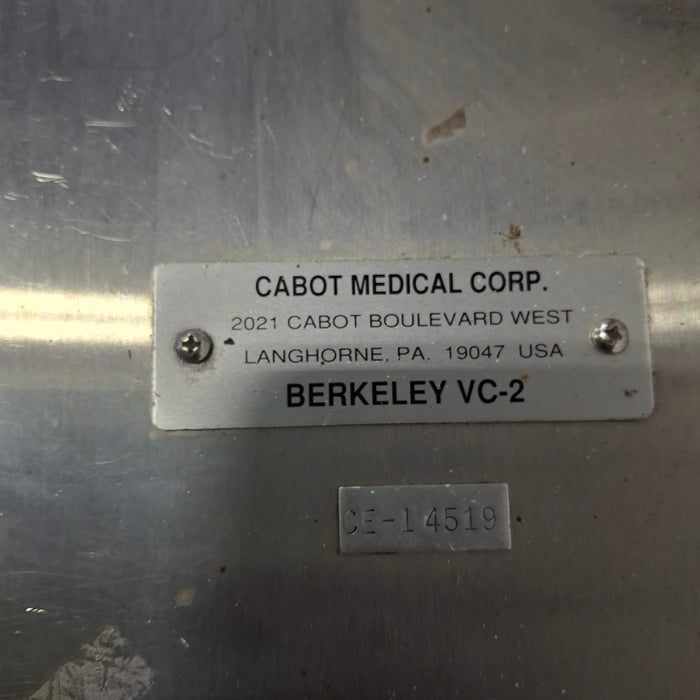 CABOT MEDICAL CORP.
2021 CABOT BOULEVARD WEST
LANGHORNE, PA. 19047 USA
BERKELEY VC-2
CE-14519